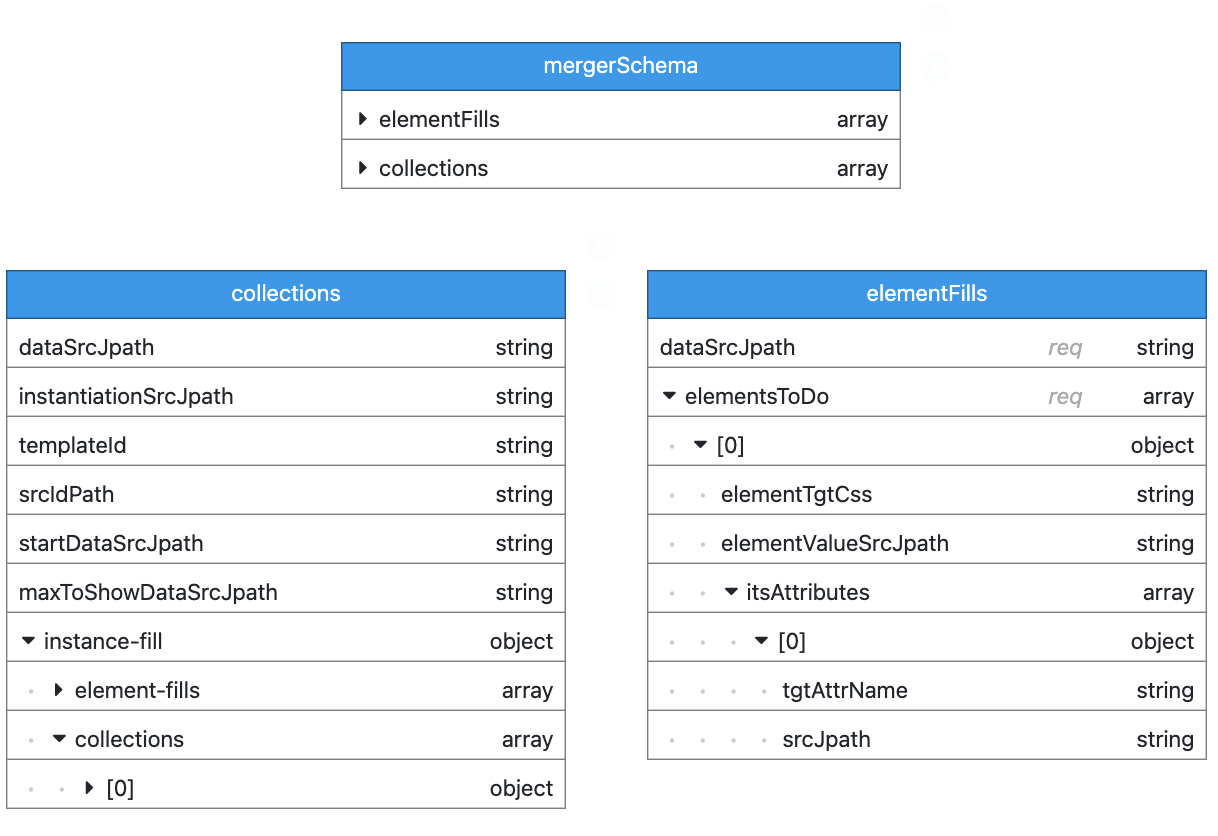 mergerSchema
elementFills array
collections array
collections
dataSrcJpath string
instantiationSrcJpath string
templateId string
srcIdPath string
startDataSrcJpath string
maxToShowDataSrcJpath string
instance-fill object
element-fills array
collections array
[0] object
elementFills
dataSrcJpath req string
elementsToDo req array
[0] object
elementTgtCss string
elementValueSrcJpath string
itsAttributes array
[0] object
tgtAttrName string
srcJpath string